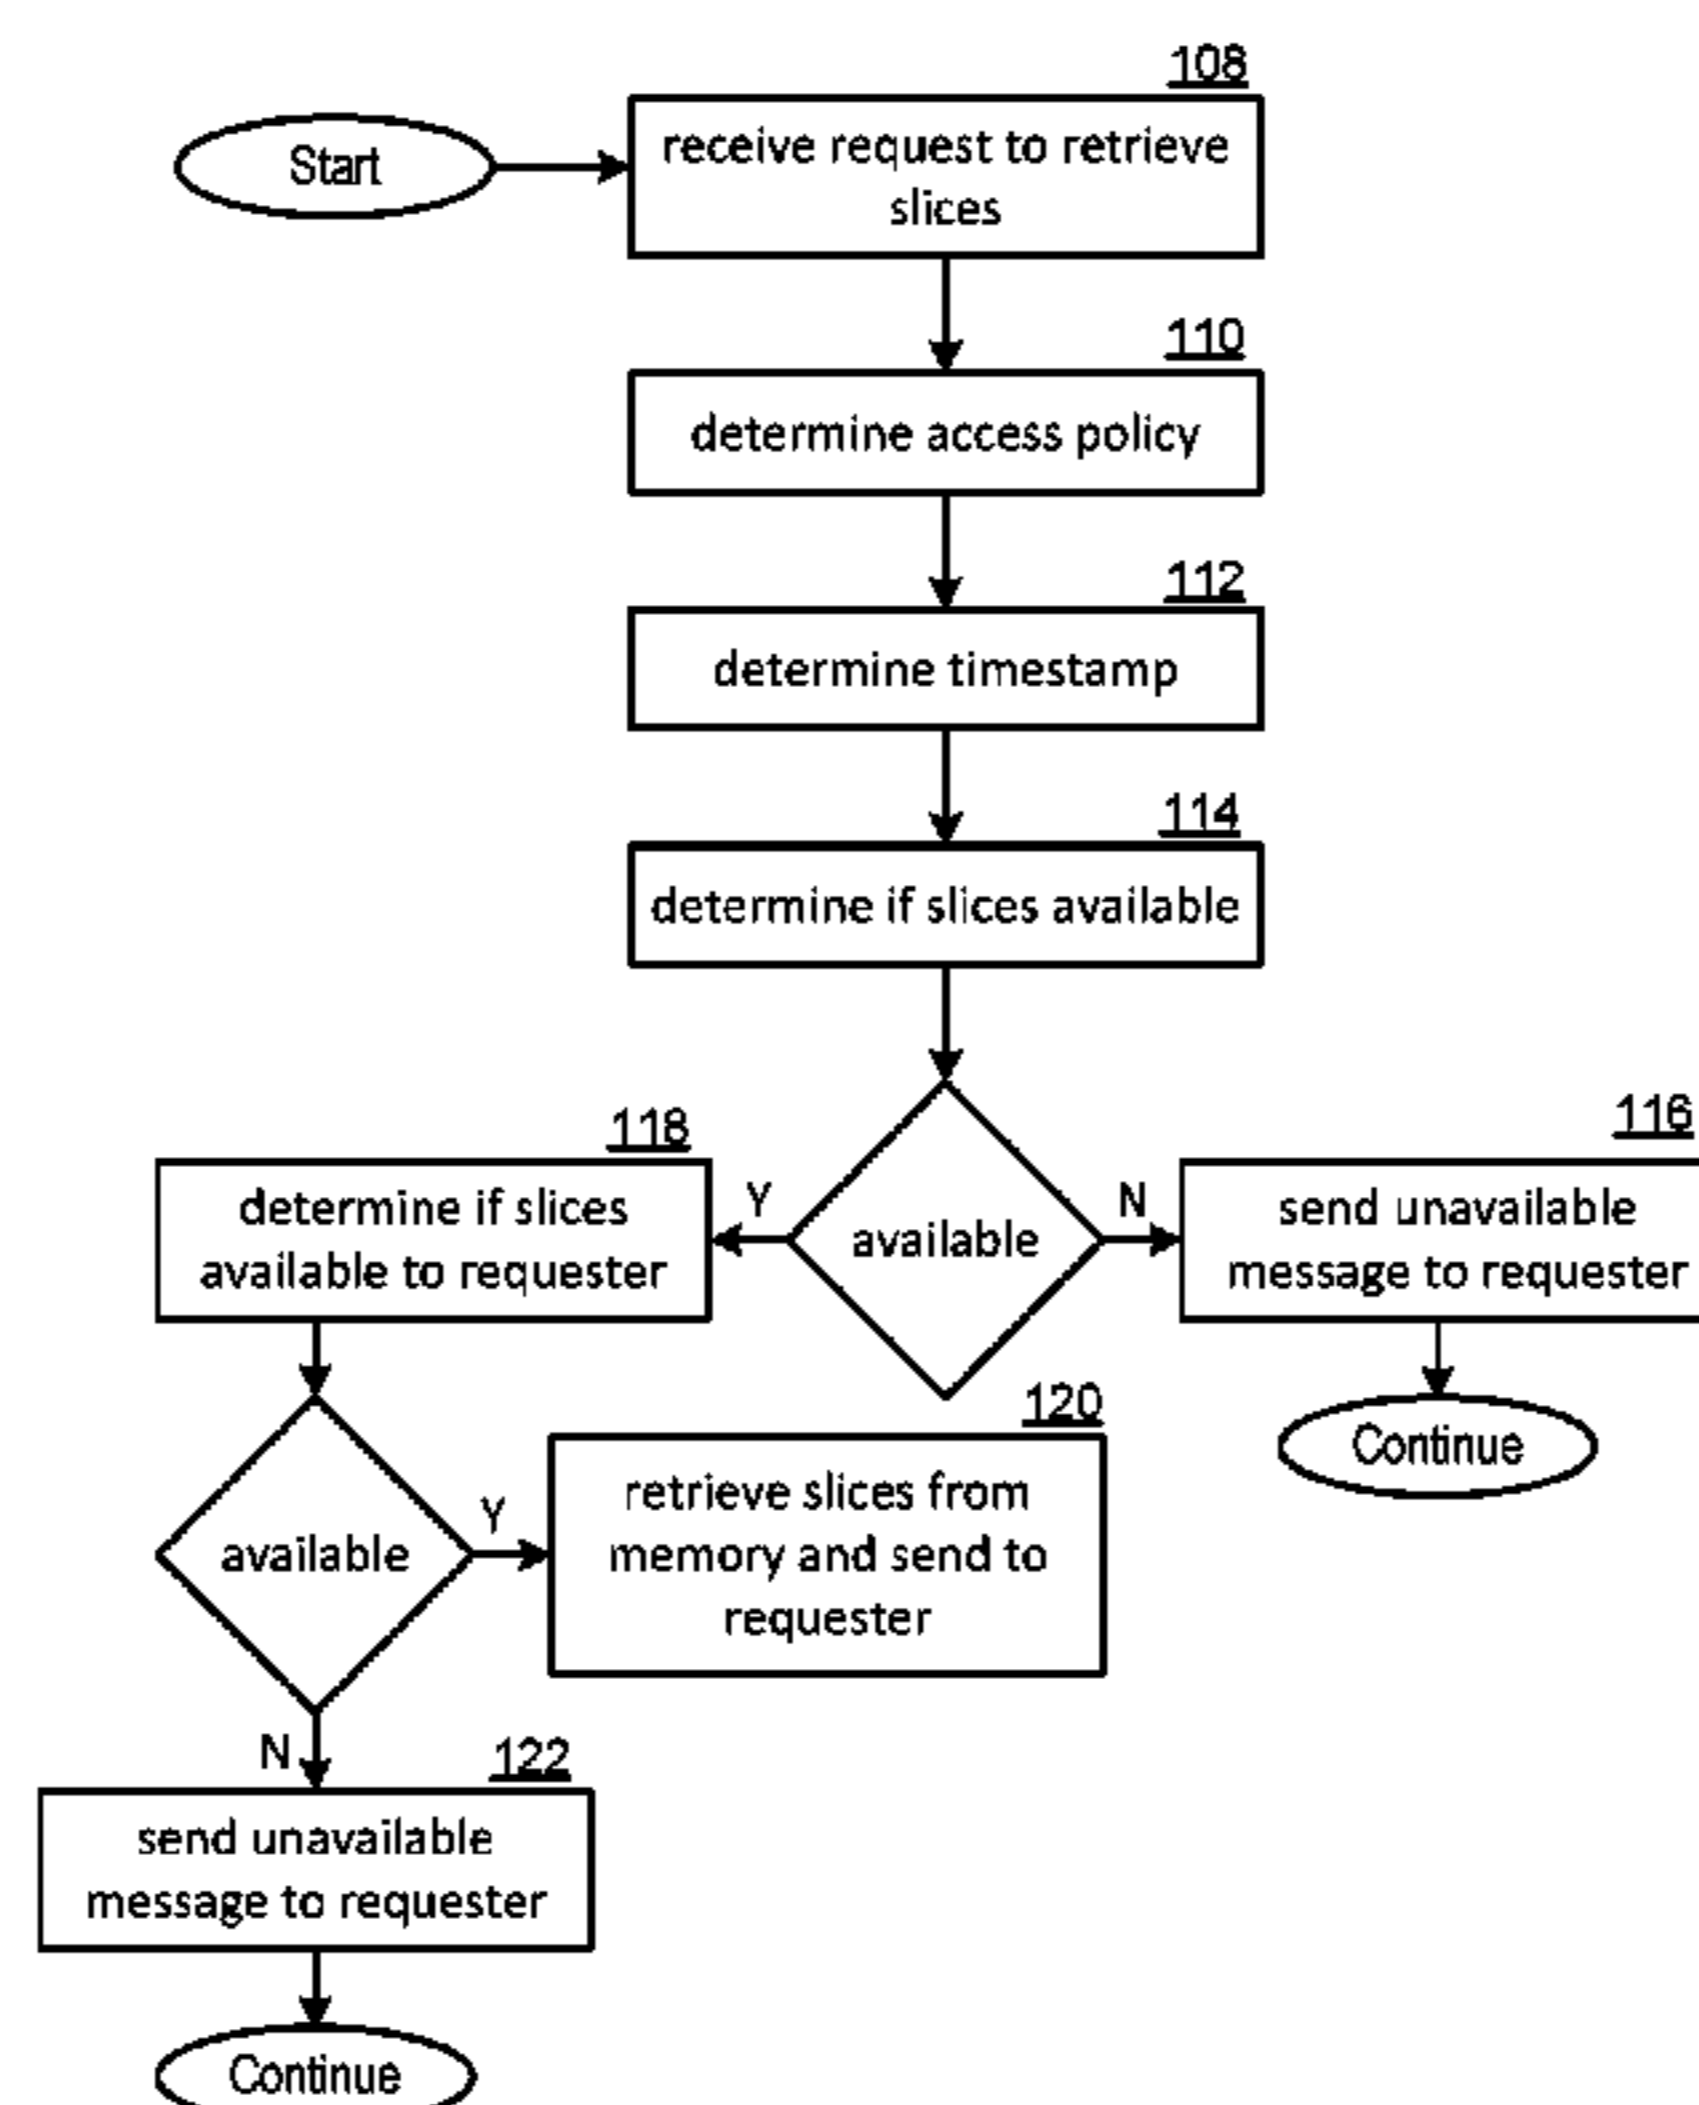 108
Start
receive request to retrieve
slices
110
determine access policy
112
determine timestamp
114
determine if slices available
118
116
determine if slices
available to requester
Y
available
N
send unavailable
message to requester
120
Continue
available
Y
retrieve slices from
memory and send to
requester
N
122
send unavailable
message to requester
Continue